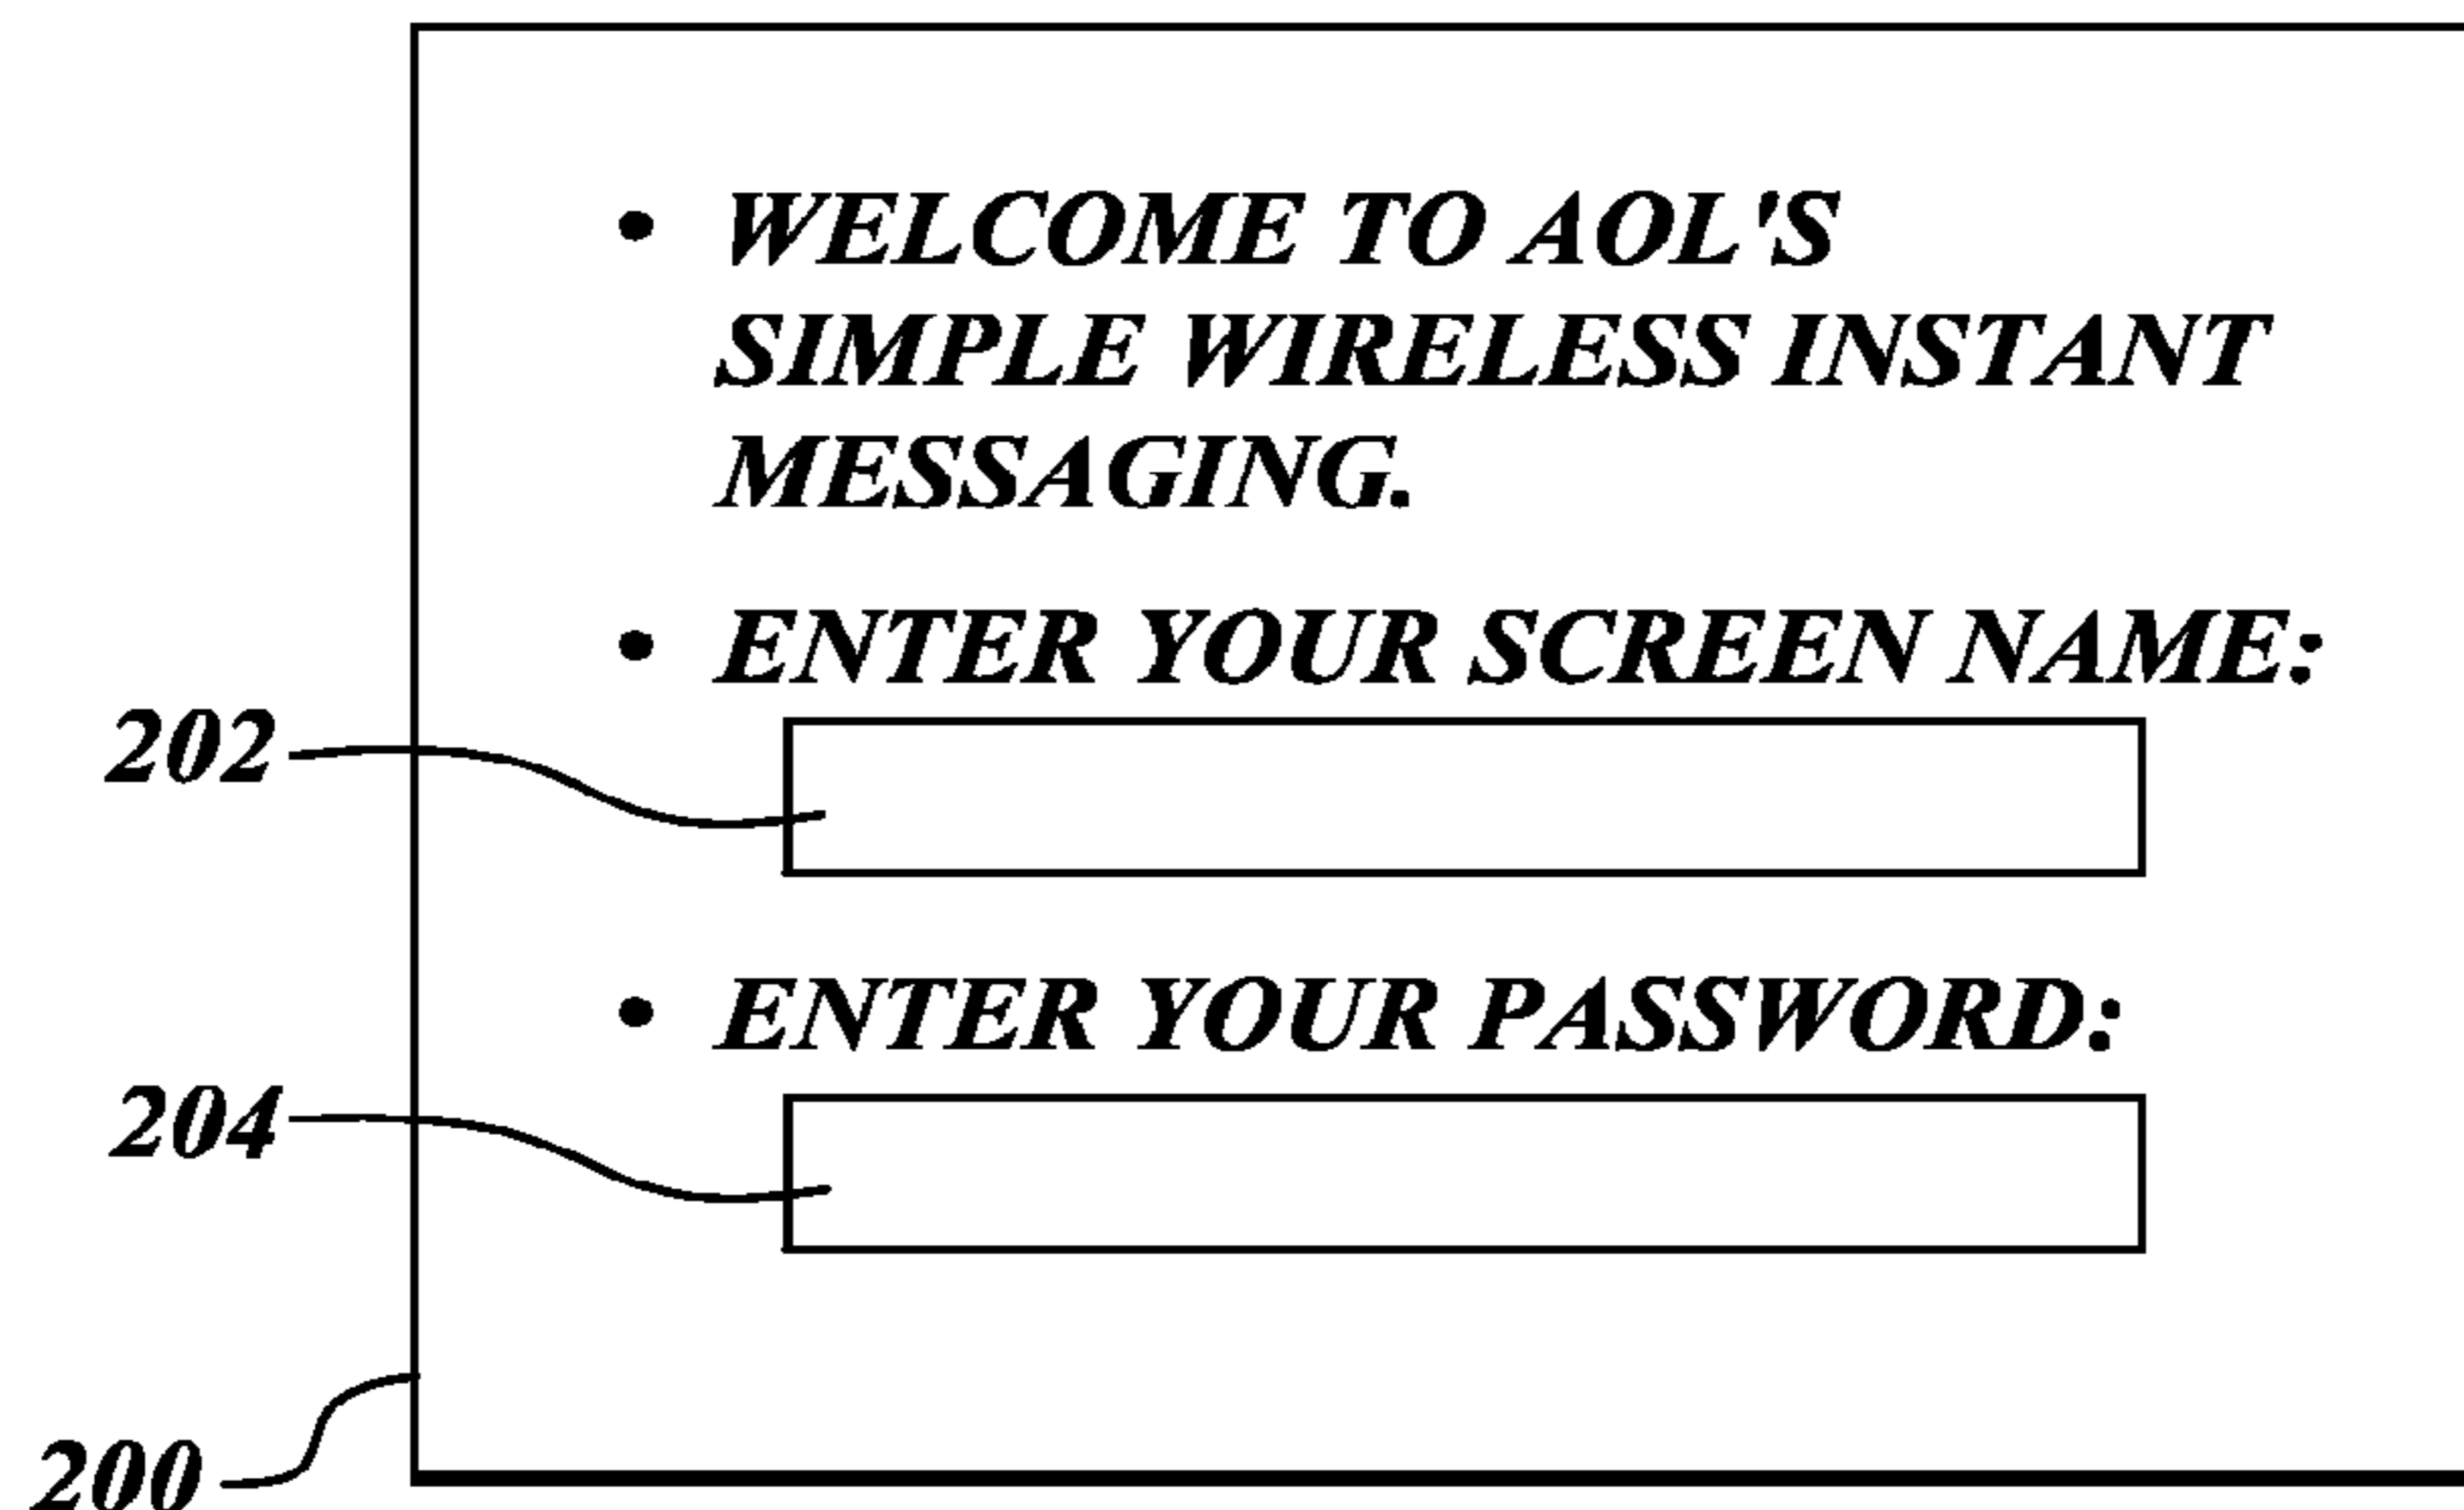 • WELCOME TO AOL'S
SIMPLE WIRELESS INSTANT
MESSAGING.
• ENTER YOUR SCREEN NAME:
202
• ENTER YOUR PASSWORD:
204
200